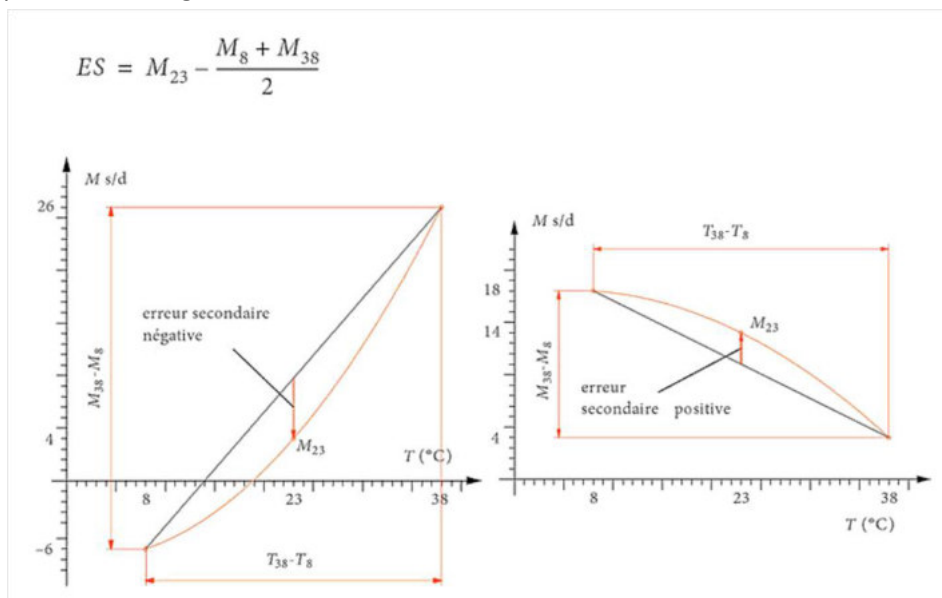 ES = M₂₃ - (M₈ + M₃₈) / 2
M s/d
26
erreur secondaire
négative
M₃₈-M₈
4
M₂₃
T (°C)
8
23
38
-6
T₃₈-T₈
M s/d
T₃₈-T₈
18
14
M₂₃
M₃₈-M₈
erreur
secondaire positive
4
8
23
38
T (°C)